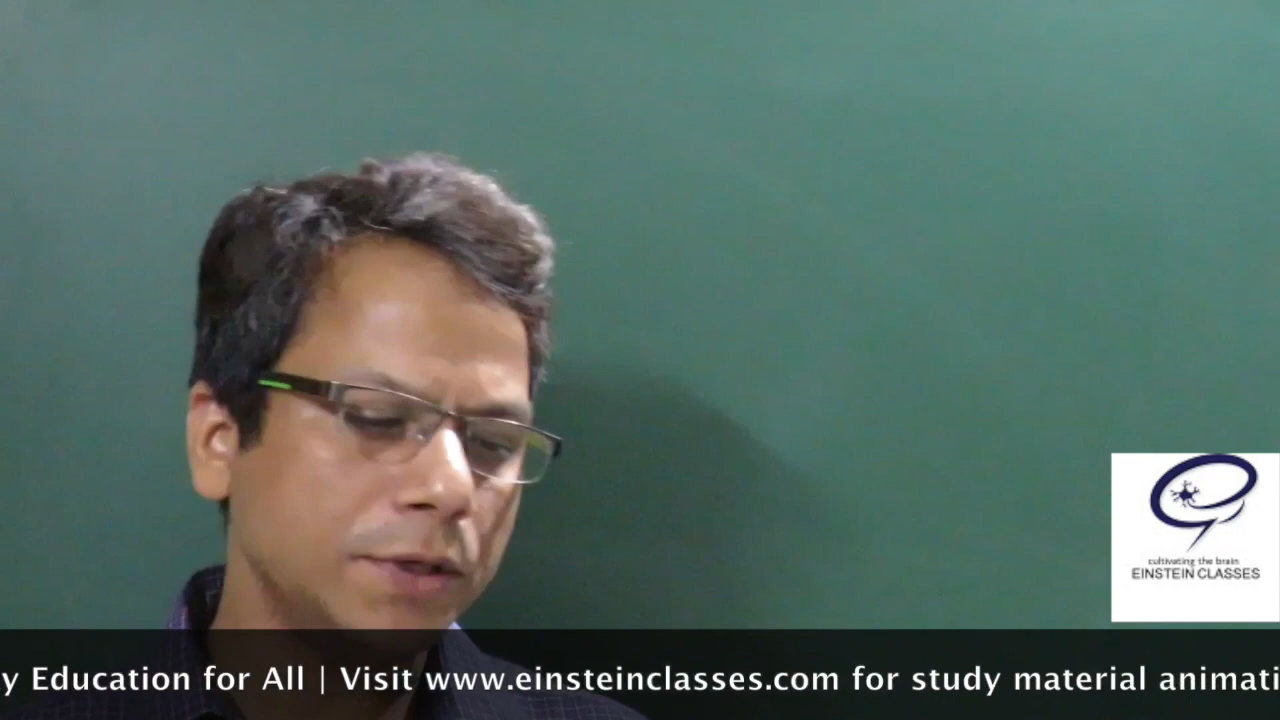 cultivating the brain
EINSTEIN CLASSES
y Education for All | Visit www.einsteinclasses.com for study material animati